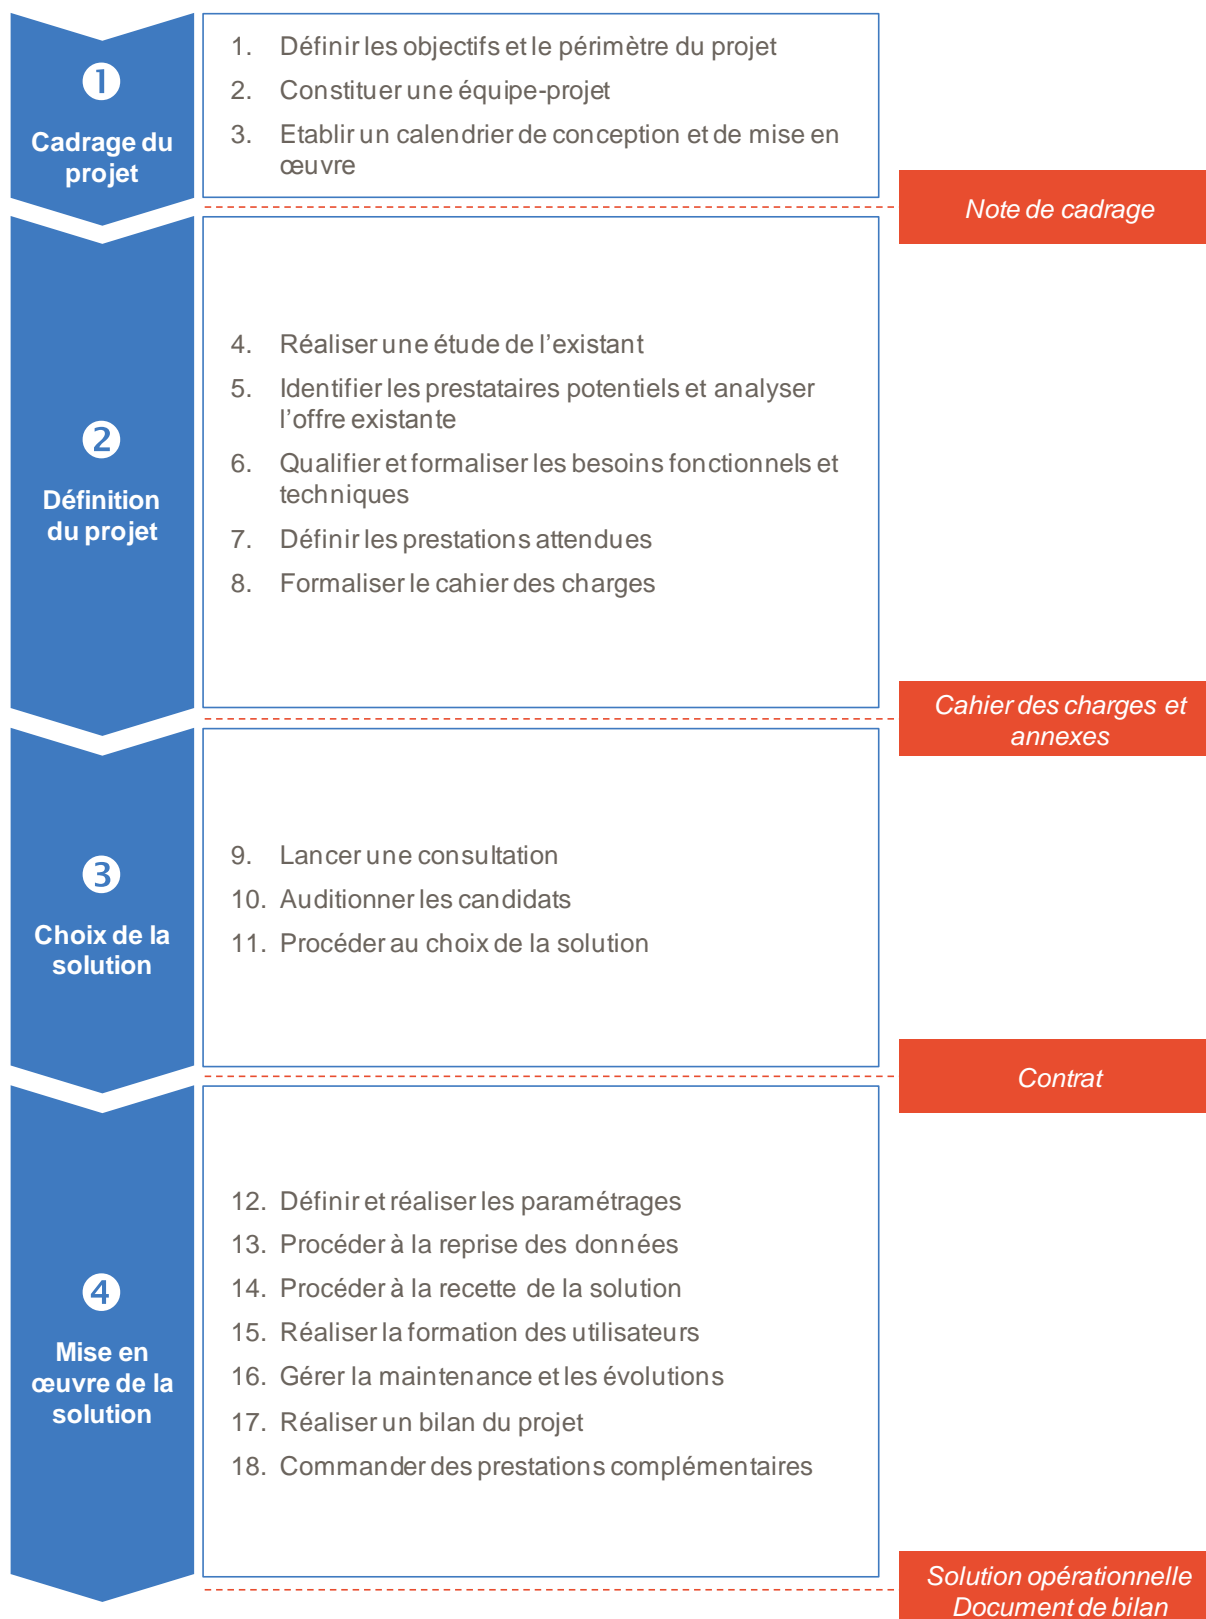 ❶
Cadrage du
projet
1. Définir les objectifs et le périmètre du projet
2. Constituer une équipe-projet
3. Etablir un calendrier de conception et de mise en
œuvre
Note de cadrage
❷
Définition
du projet
4. Réaliser une étude de l’existant
5. Identifier les prestataires potentiels et analyser
l’offre existante
6. Qualifier et formaliser les besoins fonctionnels et
techniques
7. Définir les prestations attendues
8. Formaliser le cahier des charges
Cahier des charges et
annexes
❸
Choix de la
solution
9. Lancer une consultation
10. Auditionner les candidats
11. Procéder au choix de la solution
Contrat
❹
Mise en
œuvre de la
solution
12. Définir et réaliser les paramétrages
13. Procéder à la reprise des données
14. Procéder à la recette de la solution
15. Réaliser la formation des utilisateurs
16. Gérer la maintenance et les évolutions
17. Réaliser un bilan du projet
18. Commander des prestations complémentaires
Solution opérationnelle
Document de bilan